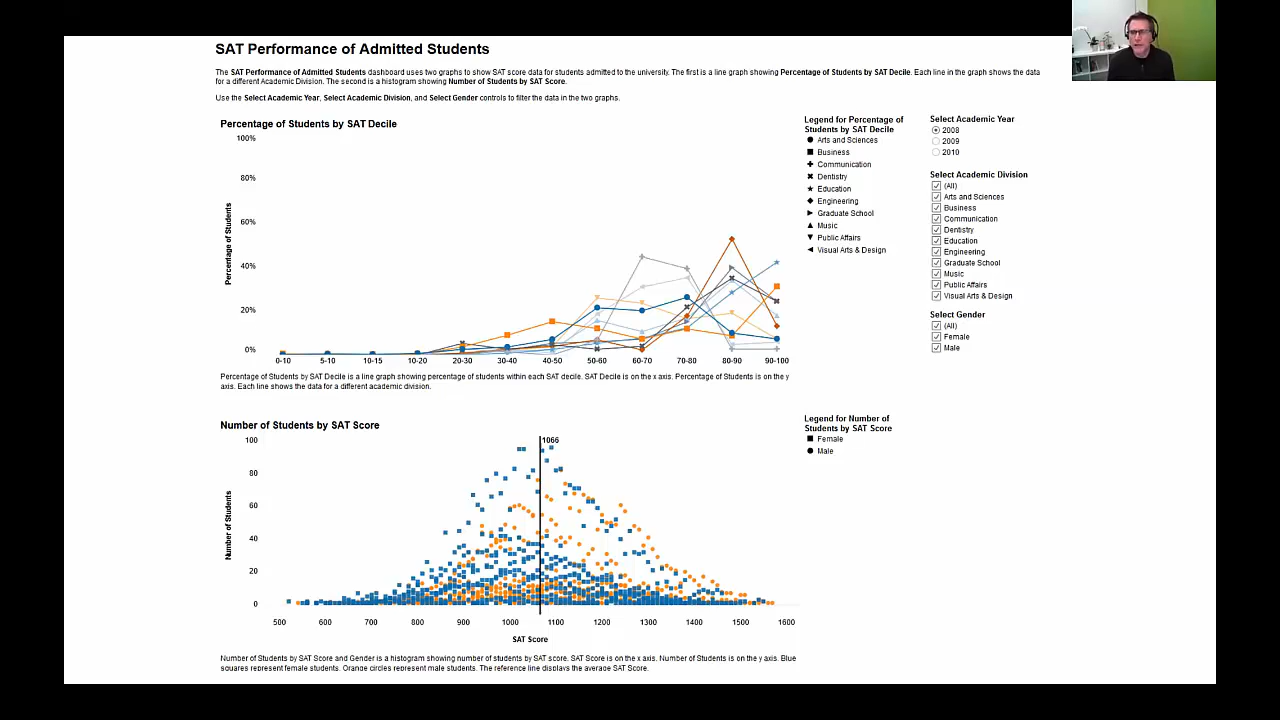 SAT Performance of Admitted Students
The SAT Performance of Admitted Students dashboard uses two graphs to show SAT score data for students admitted to the university. The first is a line graph showing Percentage of Students by SAT Decile. Each line in the graph shows the data
for a different Academic Division. The second is a histogram showing Number of Students by SAT Score.
Use the Select Academic Year, Select Academic Division, and Select Gender controls to filter the data in the two graphs.
Percentage of Students by SAT Decile
100%
80%
60%
40%
20%
0%
Percentage of Students
0-10 5-10 10-15 10-20 20-30 30-40 40-50 50-60 60-70 70-80 80-90 90-100
Percentage of Students by SAT Decile is a line graph showing percentage of students within each SAT decile. SAT Decile is on the x axis. Percentage of Students is on the y
axis. Each line shows the data for a different academic division.
Legend for Percentage of
Students by SAT Decile
Arts and Sciences
Business
Communication
Dentistry
Education
Engineering
Graduate School
Music
Public Affairs
Visual Arts & Design
Select Academic Year
2008
2009
2010
Select Academic Division
(All)
Arts and Sciences
Business
Communication
Dentistry
Education
Engineering
Graduate School
Music
Public Affairs
Visual Arts & Design
Select Gender
(All)
Female
Male
Number of Students by SAT Score
100
80
60
40
20
0
Number of Students
1066
500 600 700 800 900 1000 1100 1200 1300 1400 1500 1600
SAT Score
Number of Students by SAT Score and Gender is a histogram showing number of students by SAT score. SAT Score is on the x axis. Number of Students is on the y axis. Blue
squares represent female students. Orange circles represent male students. The reference line displays the average SAT Score.
Legend for Number of
Students by SAT Score
Female
Male